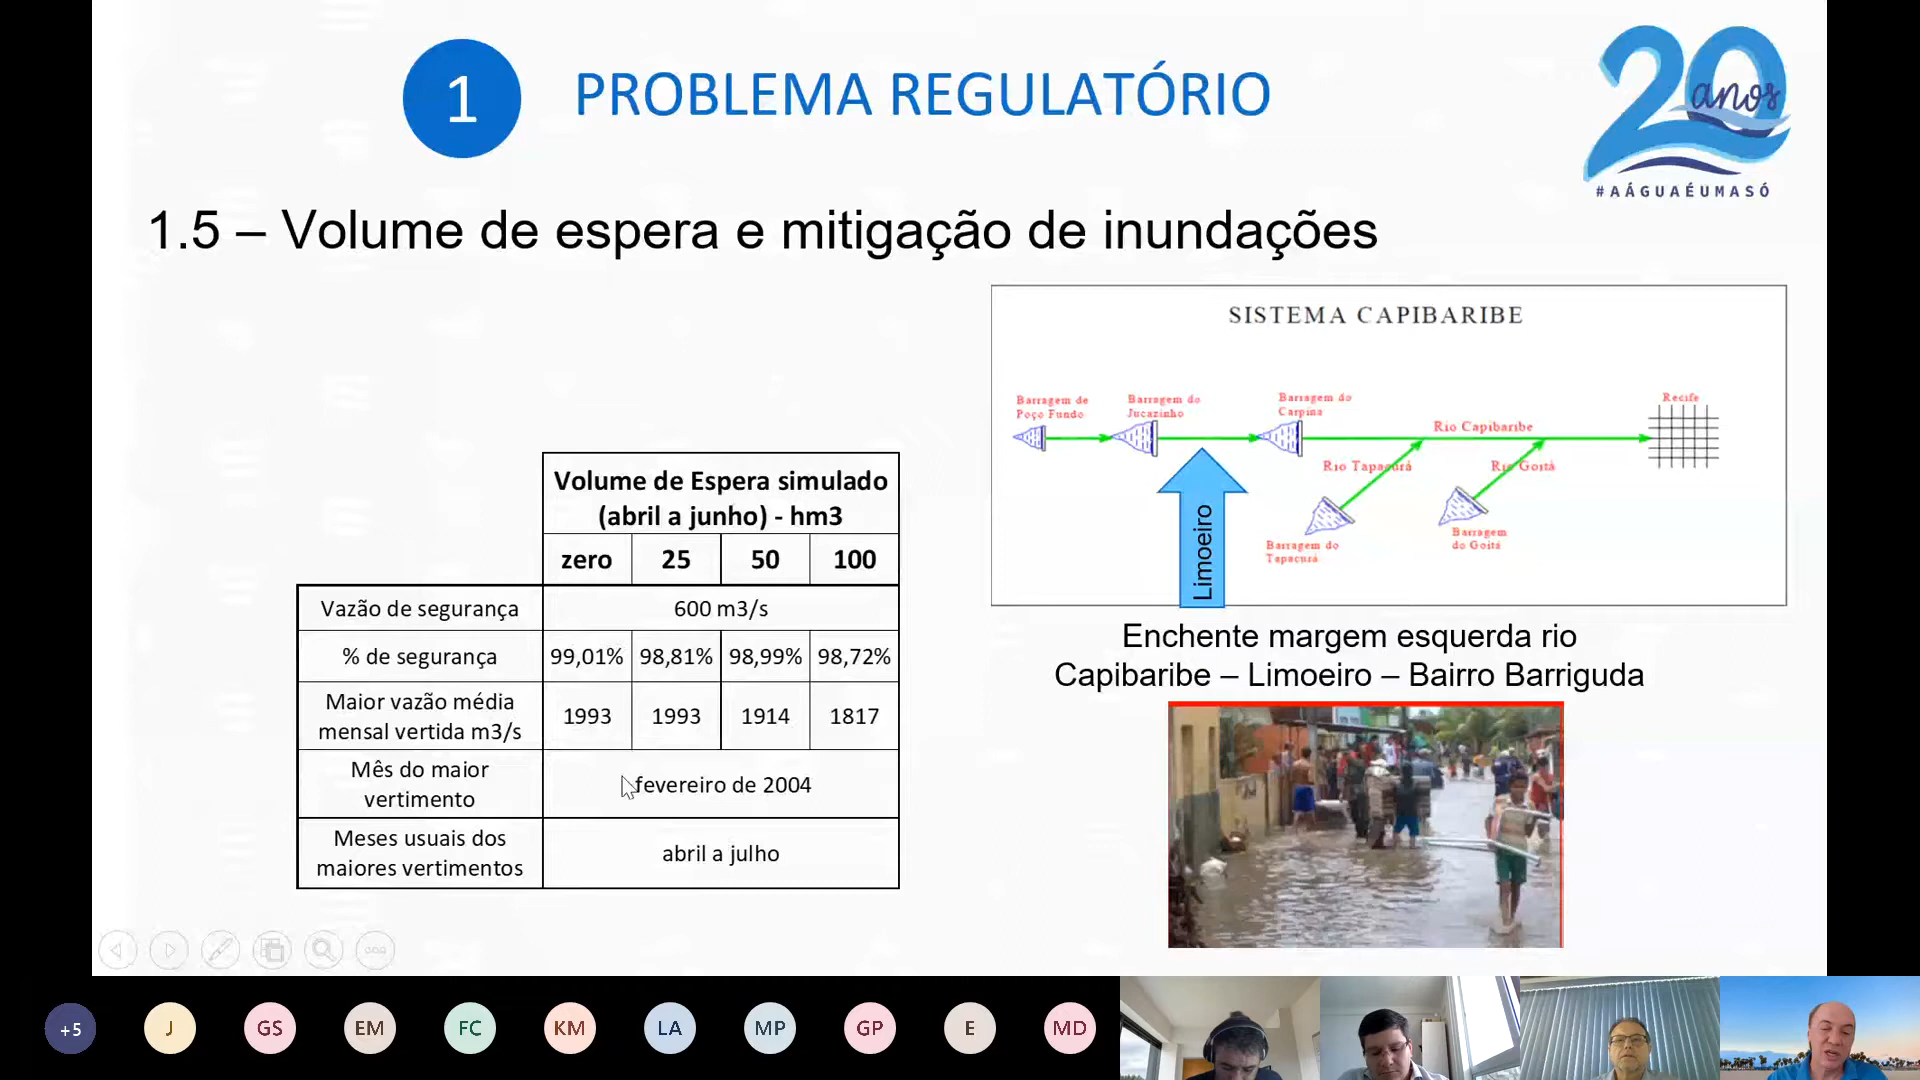 1
PROBLEMA REGULATÓRIO
20
anos
#AÁGUAÉUMASÓ
1.5 – Volume de espera e mitigação de inundações
Volume de Espera simulado
(abril a junho) - hm3
zero 25 50 100
Vazão de segurança 600 m3/s
% de segurança 99,01% 98,81% 98,99% 98,72%
Maior vazão média
mensal vertida m3/s
1993 1993 1914 1817
Mês do maior
vertimento
fevereiro de 2004
Meses usuais dos
maiores vertimentos
abril a julho
SISTEMA CAPIBARIBE
Barragem de
Poço Fundo
Barragem do
Jucazinho
Barragem do
Carpina
Rio Capibaribe
Recife
Rio Tapacurá
Rio Goitá
Barragem do
Tapacurá
Barragem
do Goitá
Limoeiro
Enchente margem esquerda rio
Capibaribe – Limoeiro – Bairro Barriguda
+5 J GS EM FC KM LA MP GP E MD